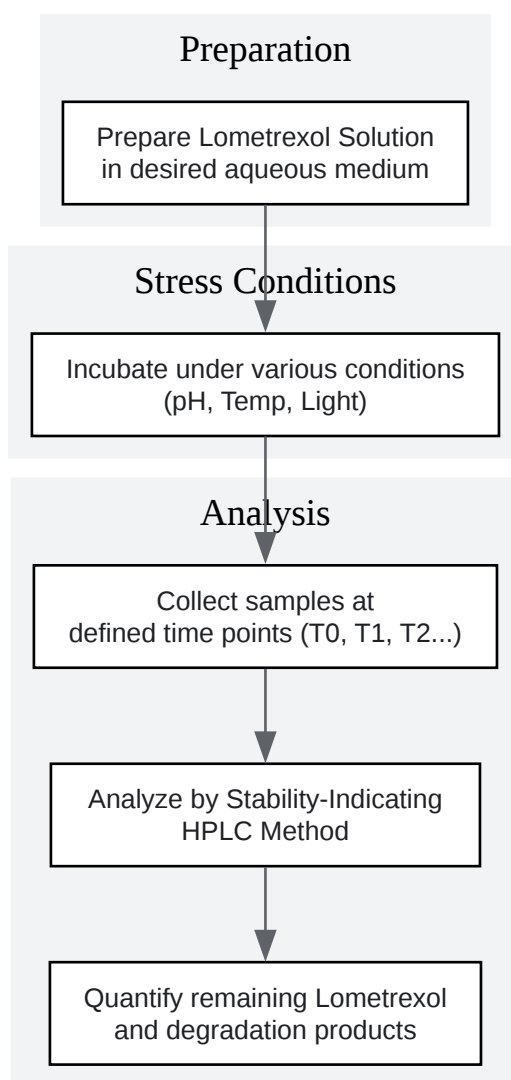 Preparation
Prepare Lometrexol Solution
in desired aqueous medium
Stress Conditions
Incubate under various conditions
(pH, Temp, Light)
Analysis
Collect samples at
defined time points (T0, T1, T2...)
Analyze by Stability-Indicating
HPLC Method
Quantify remaining Lometrexol
and degradation products